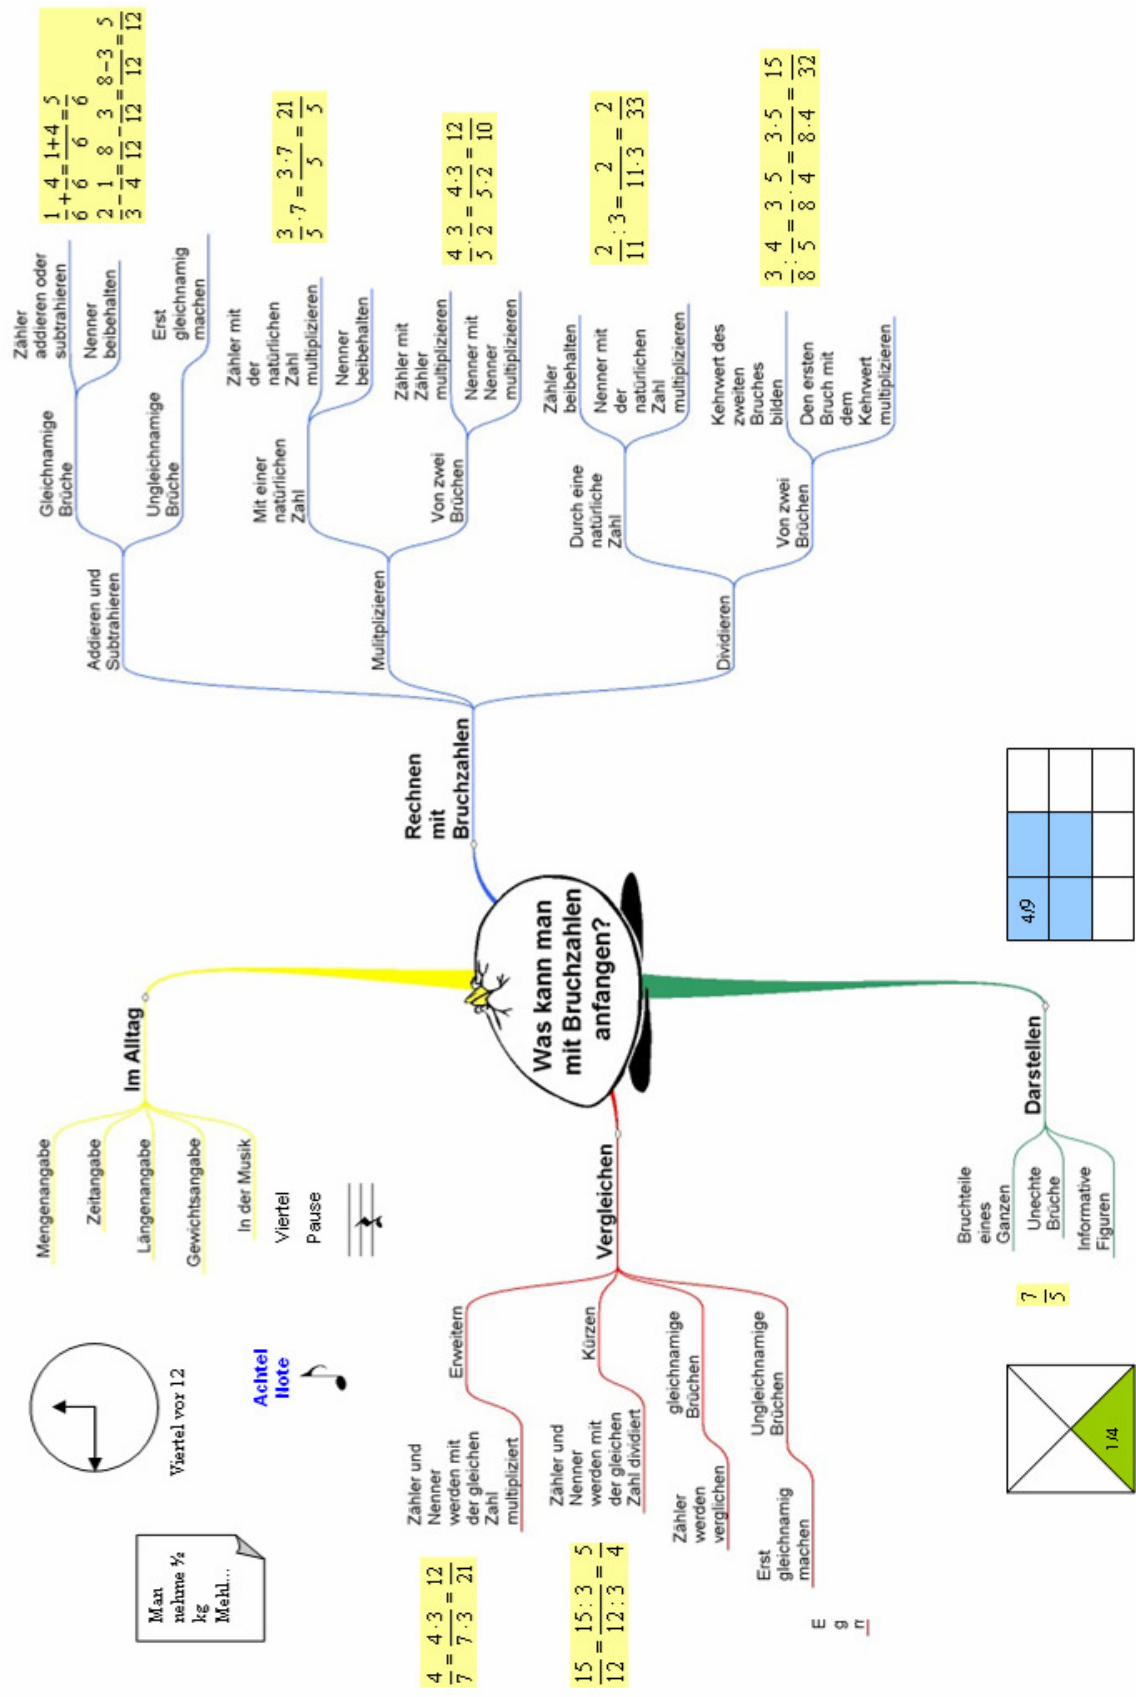 Was kann man
mit Bruchzahlen
anfangen?
Im Alltag
Mengenangabe
Zeitangabe
Längenangabe
Gewichtsangabe
In der Musik
Viertel
Pause
Achtel
Note
Viertel vor 12
Man
nehme ½
kg
Mehl...
Rechnen
mit
Bruchzahlen
Addieren und
Subtrahieren
Gleichnamige
Brüche
Zähler
addieren oder
subtrahieren
Nenner
beibehalten
Ungleichnamige
Brüche
Erst
gleichnamig
machen
1/6 + 4/6 = 1+4/6 = 5/6
2/3 − 1/4 = 8/12 − 3/12 = 8−3/12 = 5/12
Mulitplizieren
Mit einer
natürlichen
Zahl
Zähler mit
der
natürlichen
Zahl
multiplizieren
Nenner
beibehalten
3/5 · 7 = 3·7/5 = 21/5
Von zwei
Brüchen
Zähler mit
Zähler
multiplizieren
Nenner mit
Nenner
multiplizieren
4/5 · 3/2 = 4·3/5·2 = 12/10
Dividieren
Durch eine
natürliche
Zahl
Zähler
beibehalten
Nenner mit
der
natürlichen
Zahl
multiplizieren
2/11 : 3 = 2/11·3 = 2/33
Von zwei
Brüchen
Kehrwert des
zweiten
Bruches
bilden
Den ersten
Bruch mit
dem
Kehrwert
multiplizieren
3/8 : 4/5 = 3/8 · 5/4 = 3·5/8·4 = 15/32
Vergleichen
Erweitern
Zähler und
Nenner
werden mit
der gleichen
Zahl
multipliziert
4/7 = 4·3/7·3 = 12/21
Kürzen
Zähler und
Nenner
werden mit
der gleichen
Zahl dividiert
15/12 = 15:3/12:3 = 5/4
gleichnamige
Brüchen
Zähler
werden
verglichen
Ungleichnamige
Brüchen
Erst
gleichnamig
machen
E
g
Darstellen
Bruchteile
eines
Ganzen
Unechte
Brüche
Informative
Figuren
7/5
1/4
4/9